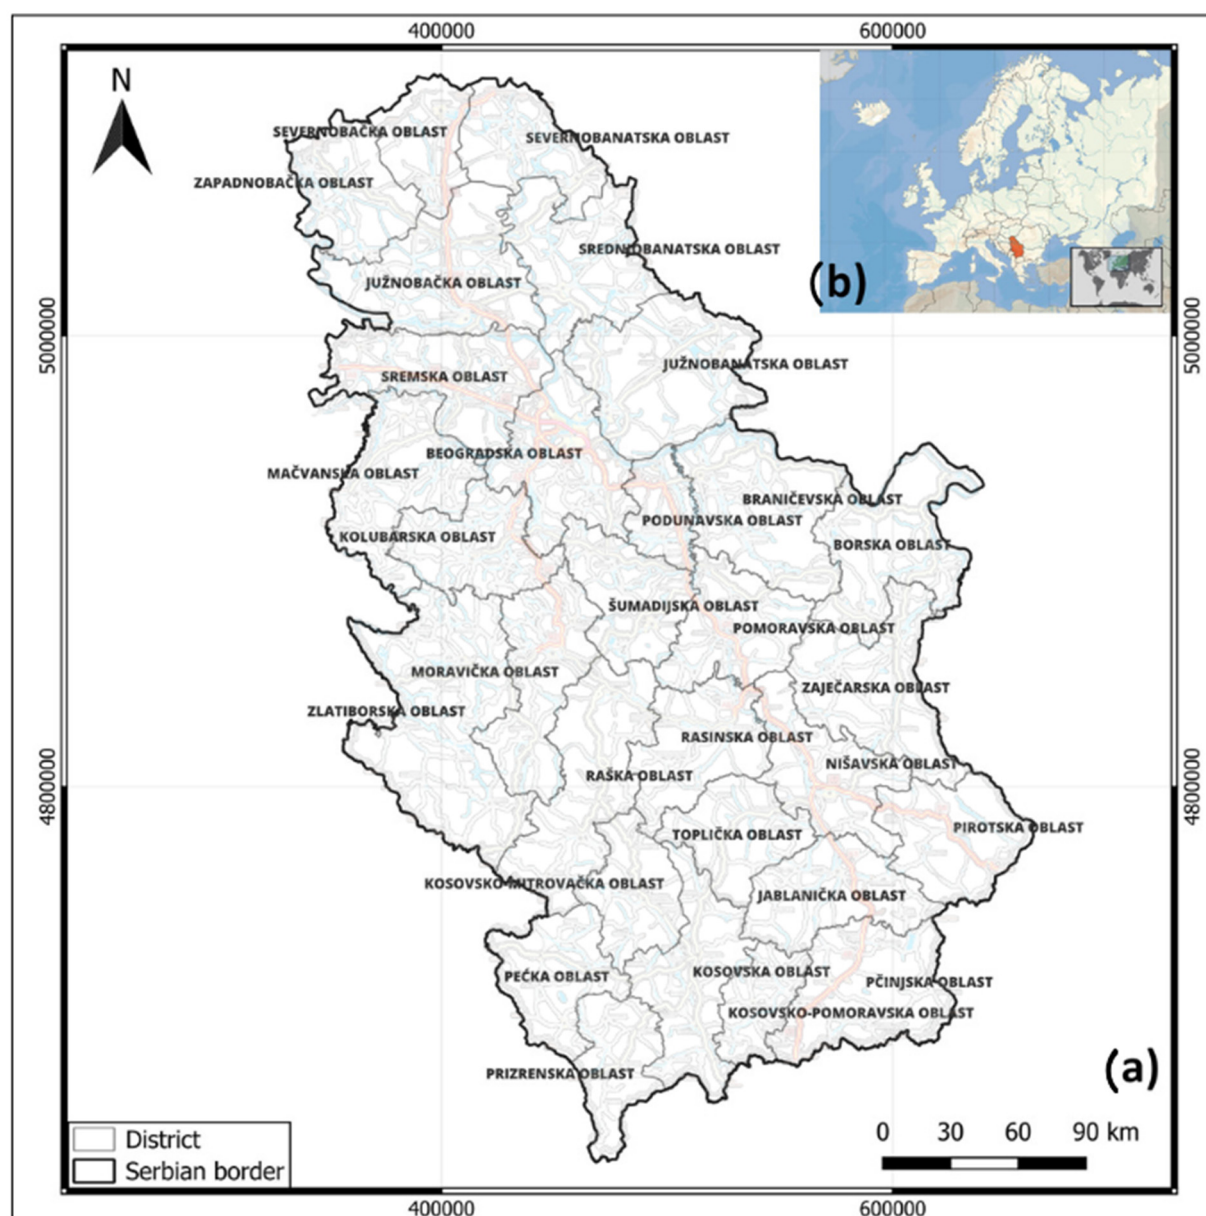 400000
600000
N
SEVERNOBAČKA OBLAST
SEVERNOBANATSKA OBLAST
ZAPADNOBAČKA OBLAST
SREDNJOBANATSKA OBLAST
JUŽNOBAČKA OBLAST
(b)
5000000
5000000
JUŽNOBANATSKA OBLAST
SREMSKA OBLAST
BEOGRADSKA OBLAST
MAČVANSKA OBLAST
BRANIČEVSKA OBLAST
PODUNAVSKA OBLAST
KOLUBARSKA OBLAST
BORSKA OBLAST
ŠUMADIJSKA OBLAST
POMORAVSKA OBLAST
MORAVIČKA OBLAST
ZAJEČARSKA OBLAST
ZLATIBORSKA OBLAST
RASINSKA OBLAST
NIŠAVSKA OBLAST
RAŠKA OBLAST
4800000
4800000
PIROTSKA OBLAST
TOPLIČKA OBLAST
KOSOVSKO-MITROVAČKA OBLAST
JABLANIČKA OBLAST
PEĆKA OBLAST
KOSOVSKA OBLAST
PČINJSKA OBLAST
KOSOVSKO-POMORAVSKA OBLAST
PRIZRENSKA OBLAST
(a)
District
Serbian border
0 30 60 90 km
400000
600000